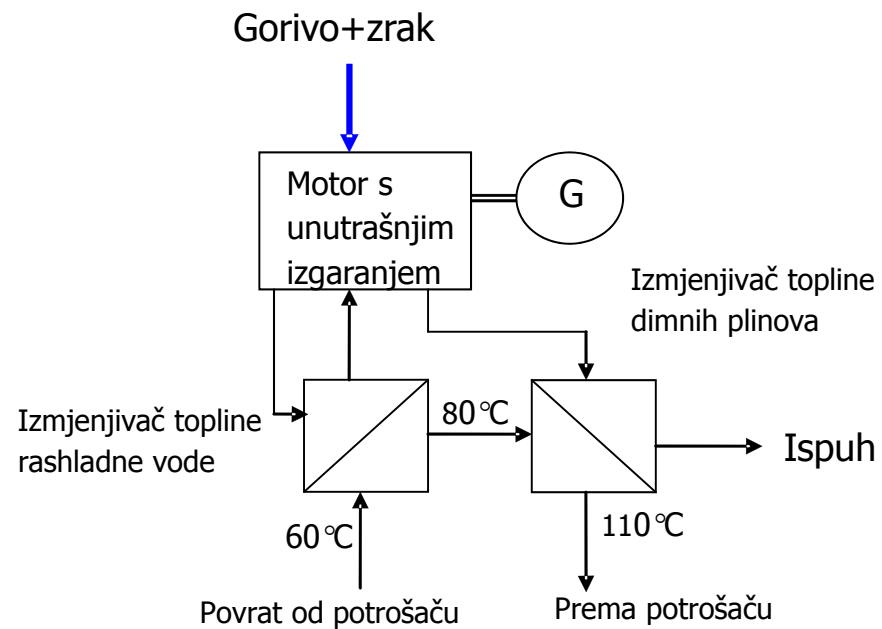 Gorivo+zrak
Motor s
unutrašnjim
izgaranjem
G
Izmjenjivač topline
dimnih plinova
Izmjenjivač topline
rashladne vode
80°C
Ispuh
60°C
110°C
Povrat od potrošaču
Prema potrošaču